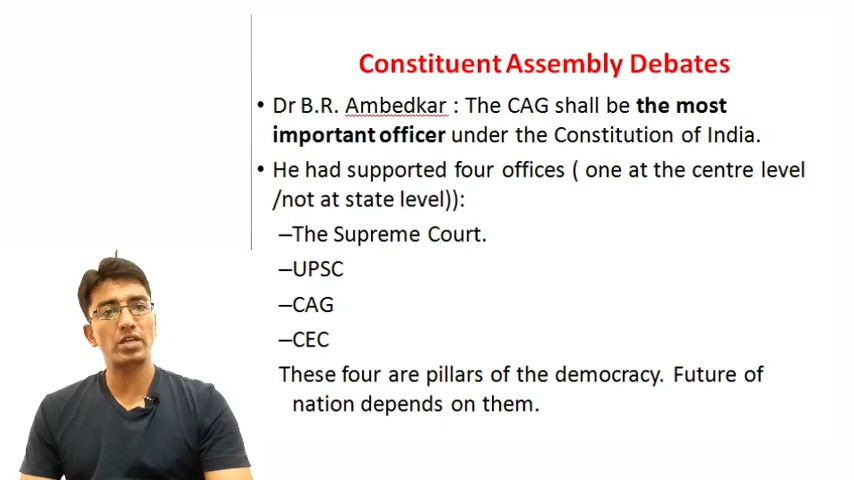 Constituent Assembly Debates
• Dr B.R. Ambedkar : The CAG shall be the most
important officer under the Constitution of India.
• He had supported four offices ( one at the centre level
/not at state level)):
–The Supreme Court.
–UPSC
–CAG
–CEC
These four are pillars of the democracy. Future of
nation depends on them.